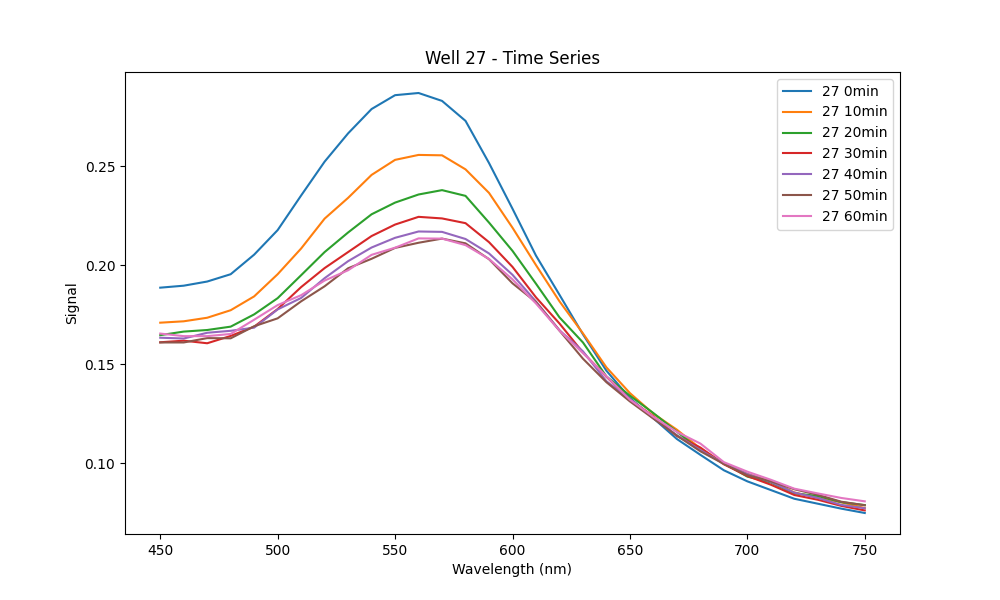 Well 27 - Time Series
27 0min
27 10min
27 20min
27 30min
27 40min
27 50min
27 60min
Signal
0.25
0.20
0.15
0.10
450 500 550 600 650 700 750
Wavelength (nm)